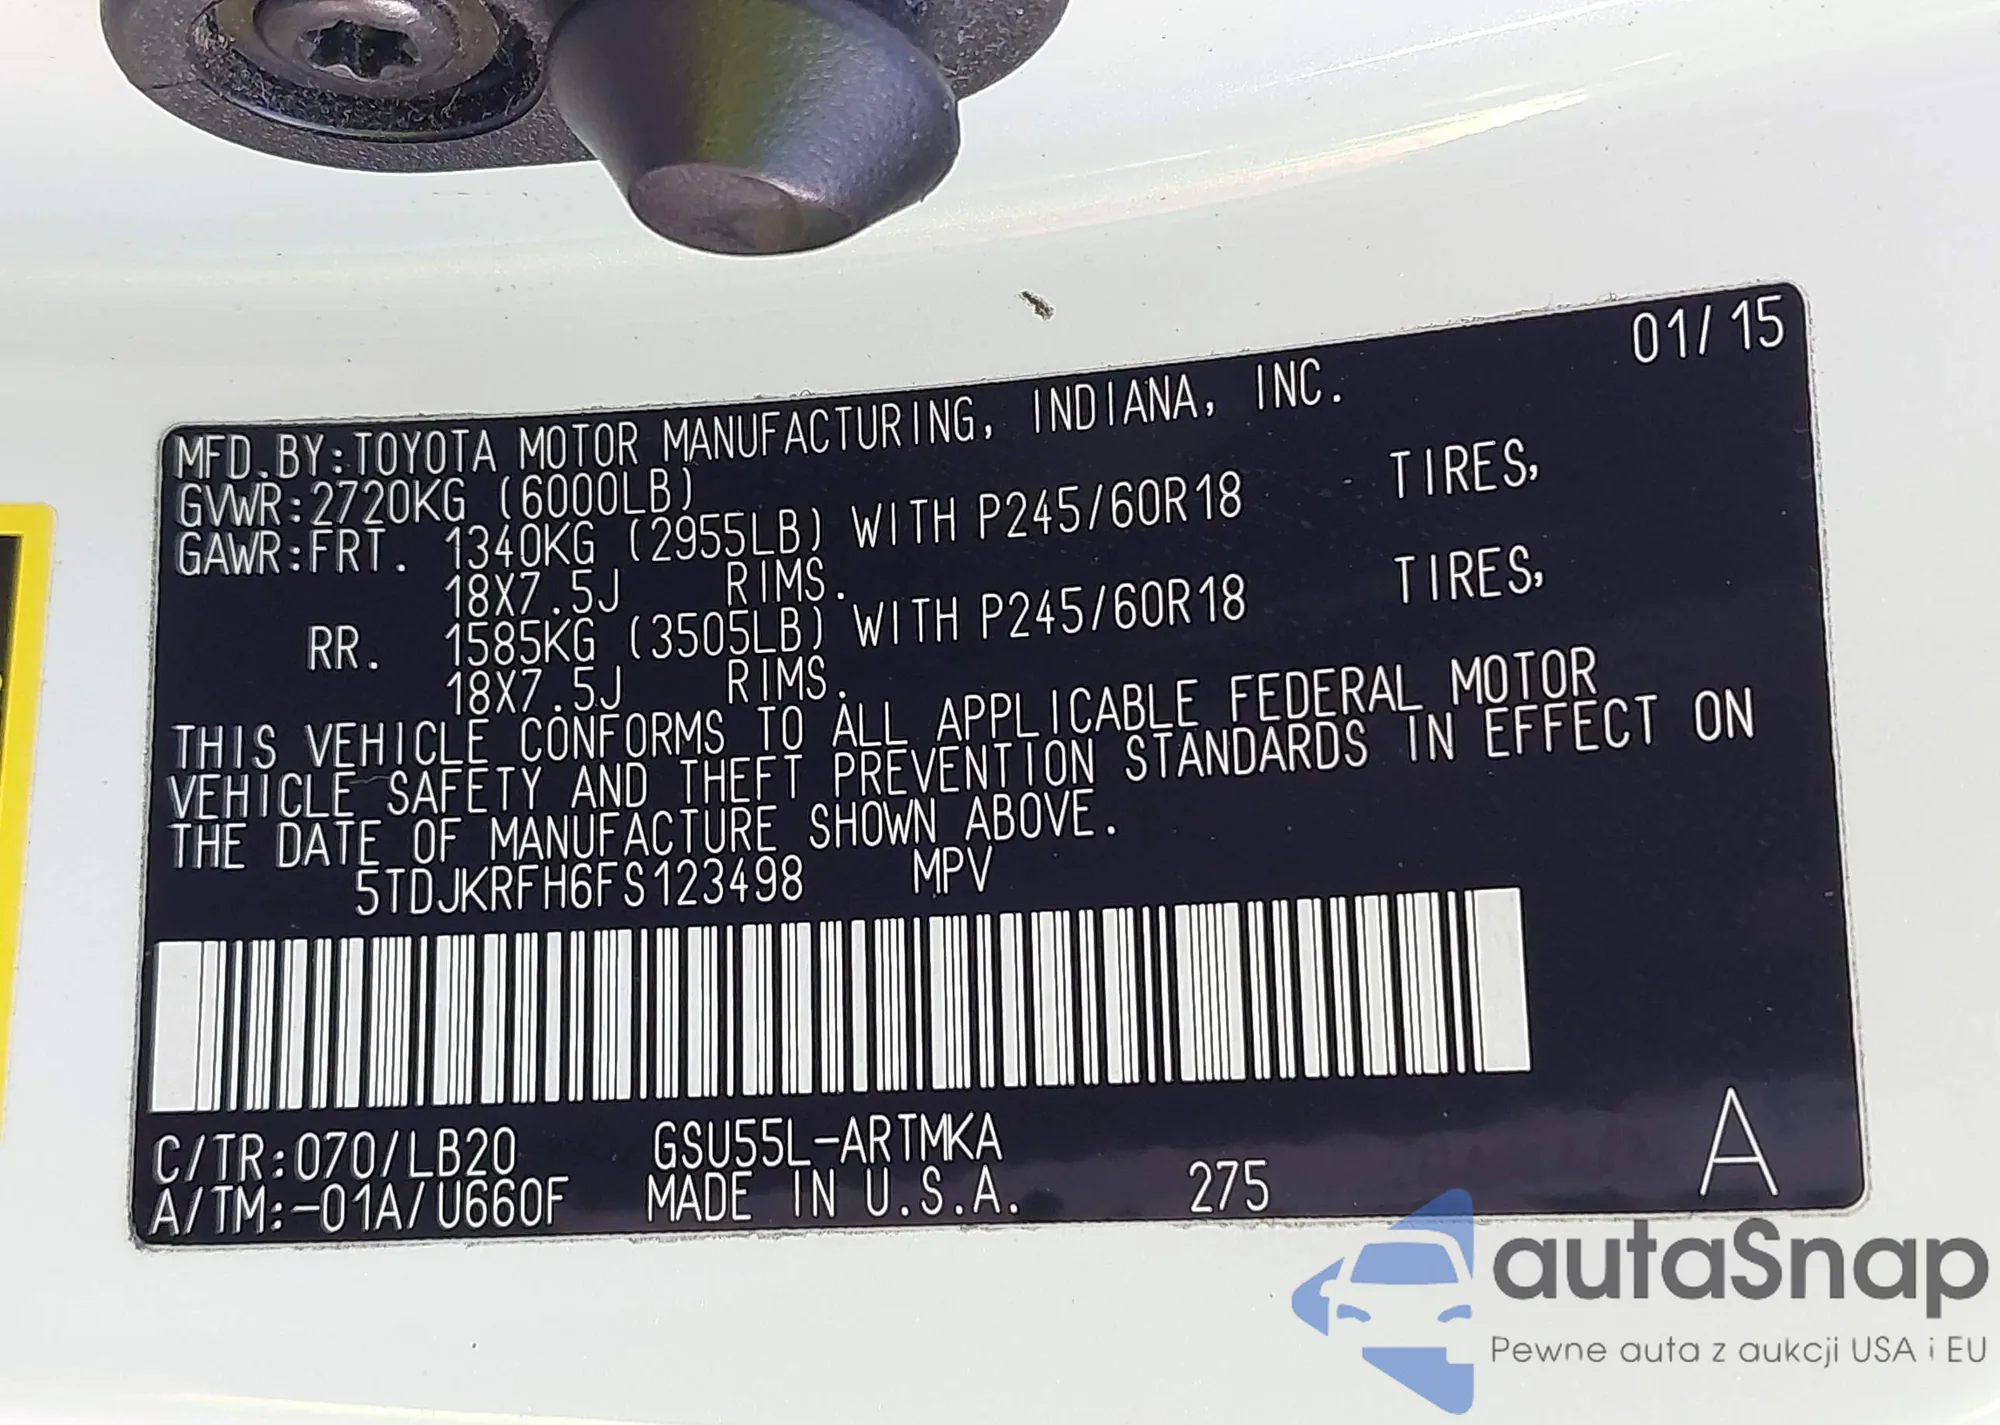 01/15
MFD.BY:TOYOTA MOTOR MANUFACTURING, INDIANA, INC.
GVWR:2720KG (6000LB)
GAWR:FRT. 1340KG (2955LB) WITH P245/60R18 TIRES,
18X7.5J RIMS.
RR. 1585KG (3505LB) WITH P245/60R18 TIRES,
18X7.5J RIMS.
THIS VEHICLE CONFORMS TO ALL APPLICABLE FEDERAL MOTOR
VEHICLE SAFETY AND THEFT PREVENTION STANDARDS IN EFFECT ON
THE DATE OF MANUFACTURE SHOWN ABOVE.
5TDJKRFH6FS123498 MPV
C/TR:070/LB20 GSU55L-ARTMKA
A/TM:-01A/U660F MADE IN U.S.A. 275 A
autaSnap
Pewne auta z aukcji USA i EU